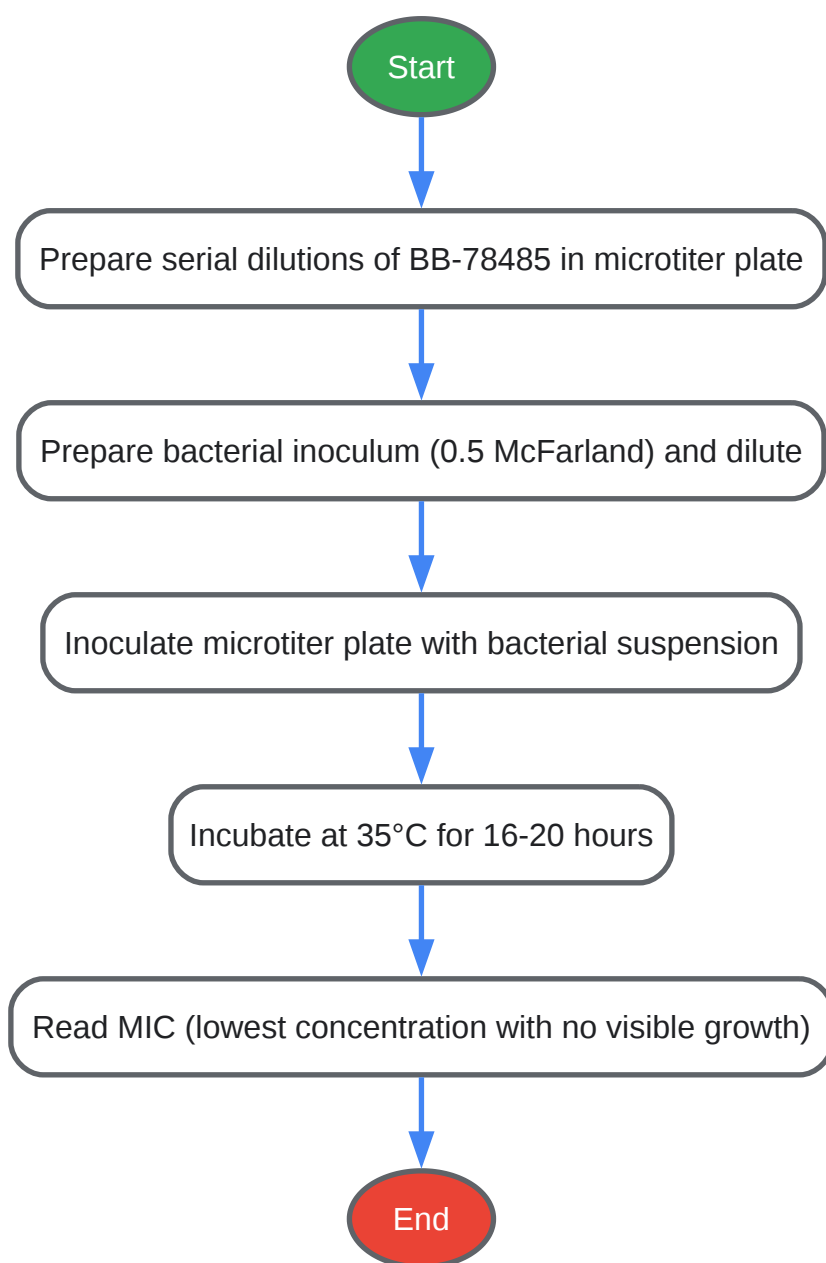 Start
Prepare serial dilutions of BB-78485 in microtiter plate
Prepare bacterial inoculum (0.5 McFarland) and dilute
Inoculate microtiter plate with bacterial suspension
Incubate at 35°C for 16-20 hours
Read MIC (lowest concentration with no visible growth)
End